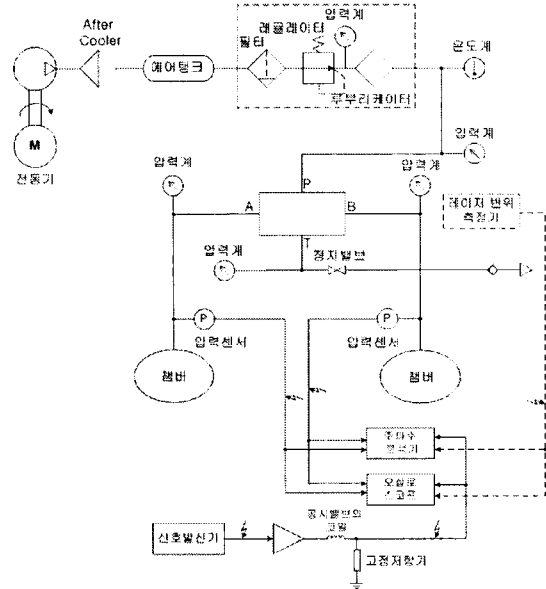 After
Cooler
필터
레귤레이터
압력계
에어탱크
루부리케이터
온도계
M
전동기
압력계
압력계
P
압력계
A
B
레이저 변위
측정기
T
압력계
정지밸브
P
압력센서
P
압력센서
챔버
챔버
주파수
분석기
오실로
스코프
공시밸브의
코일
신호발신기
고정저항기